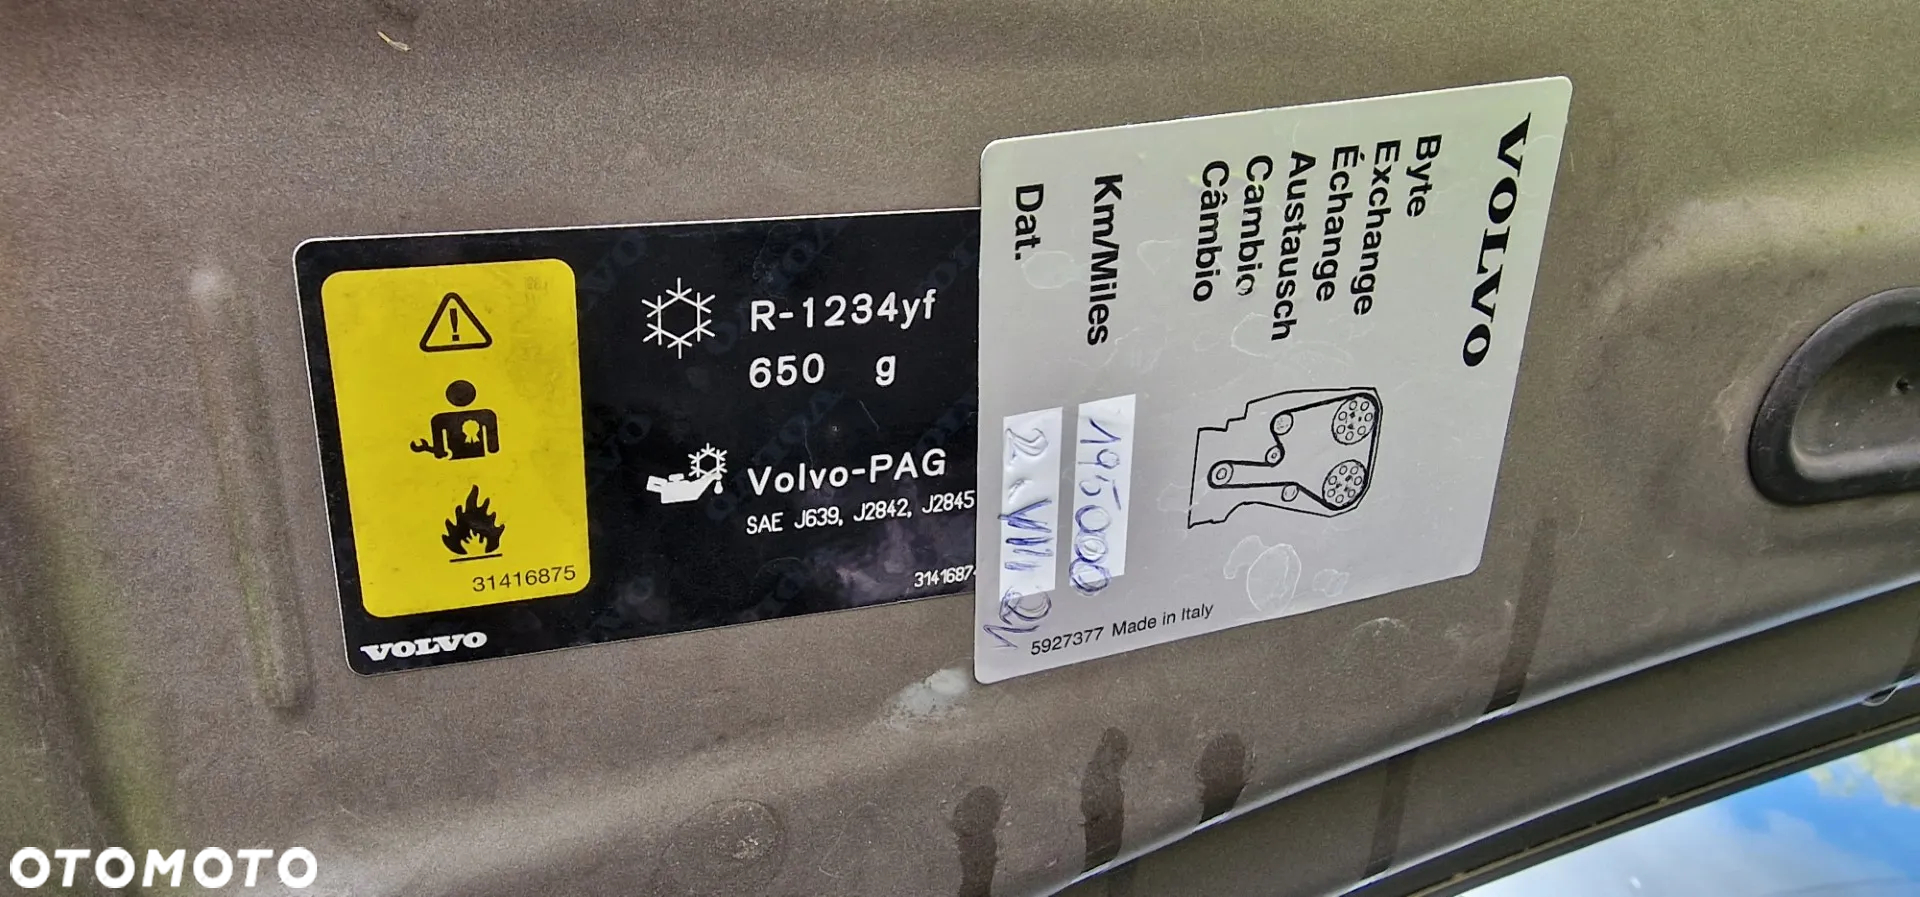 R-1234yf
650 g
Volvo-PAG
SAE J639, J2842, J2845
31416875
VOLVO
VOLVO
Byte
Exchange
Échange
Austausch
Cambio
Câmbio
Km/Miles 195000
Dat.
5927377 Made in Italy
OTOMOTO